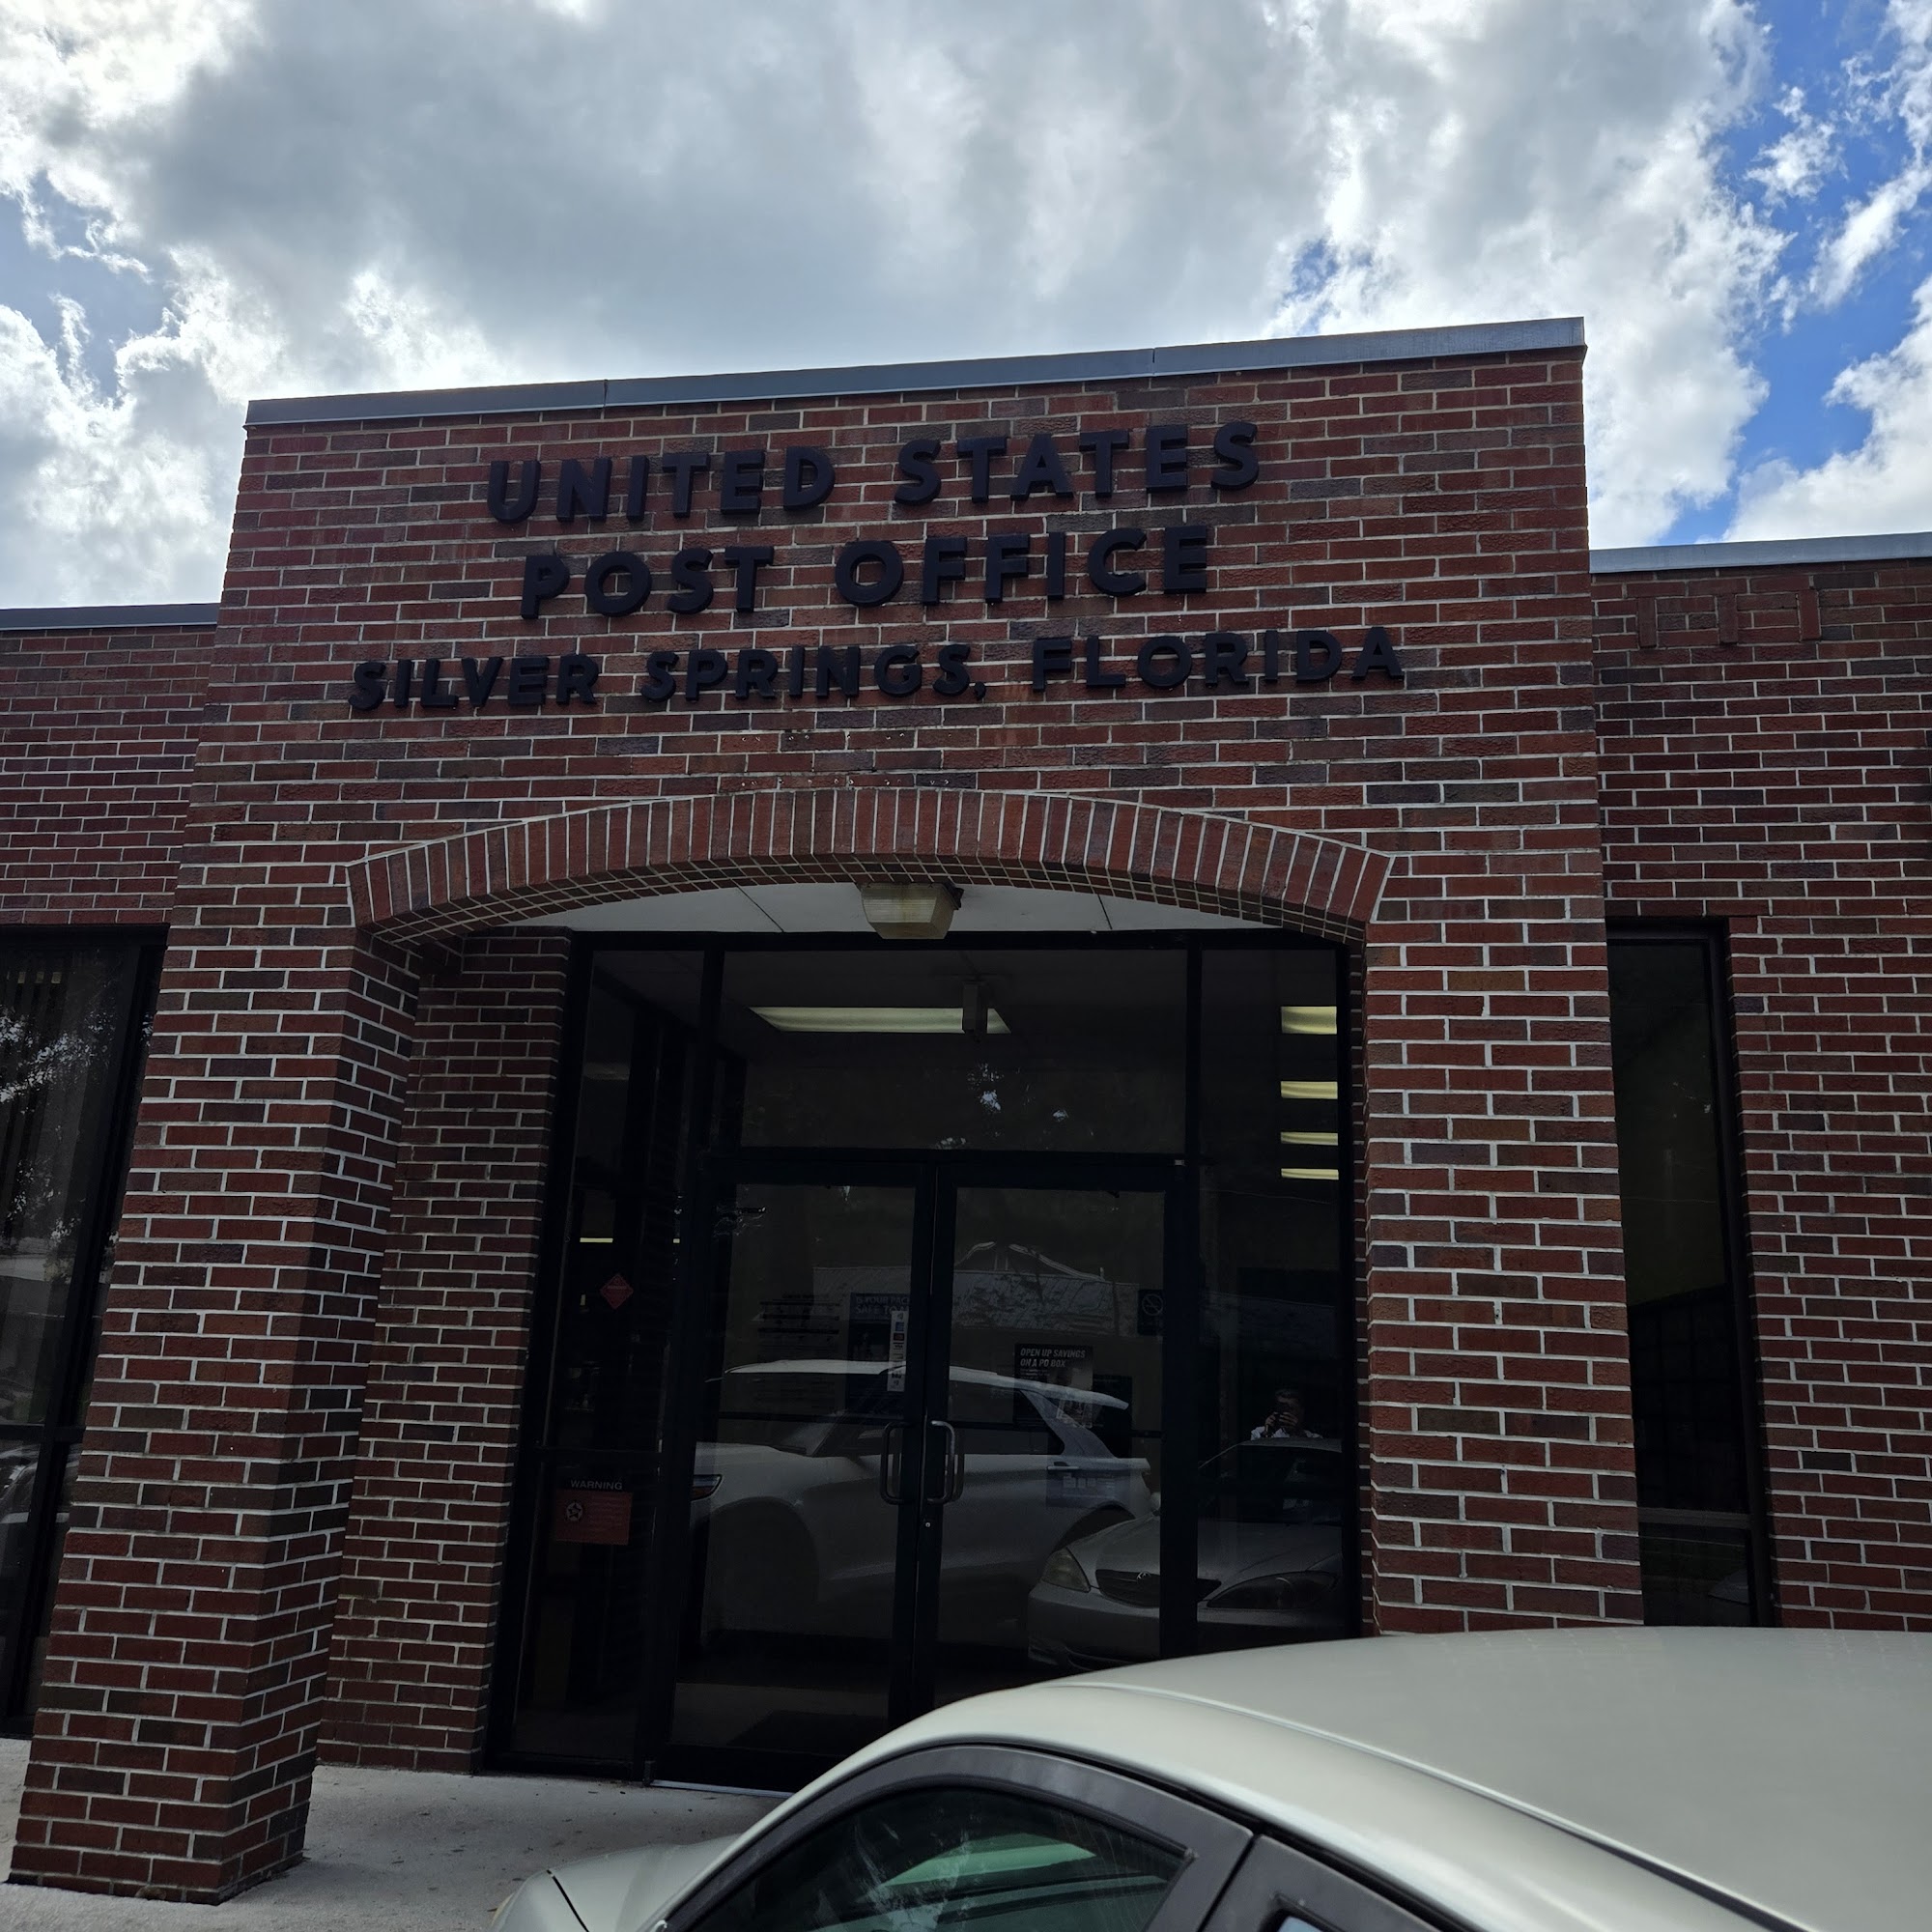 UNITED STATES
POST OFFICE
SILVER SPRINGS, FLORIDA
OPEN UP SAVINGS
ON A PO BOX
WARNING